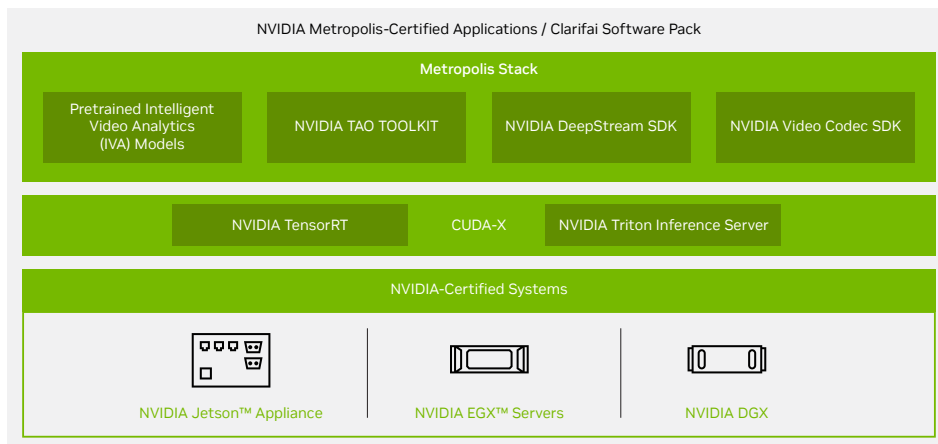 NVIDIA Metropolis-Certified Applications / Clarifai Software Pack
Metropolis Stack
Pretrained Intelligent
Video Analytics
(IVA) Models
NVIDIA TAO TOOLKIT
NVIDIA DeepStream SDK
NVIDIA Video Codec SDK
NVIDIA TensorRT
CUDA-X
NVIDIA Triton Inference Server
NVIDIA-Certified Systems
NVIDIA Jetson™ Appliance
NVIDIA EGX™ Servers
NVIDIA DGX